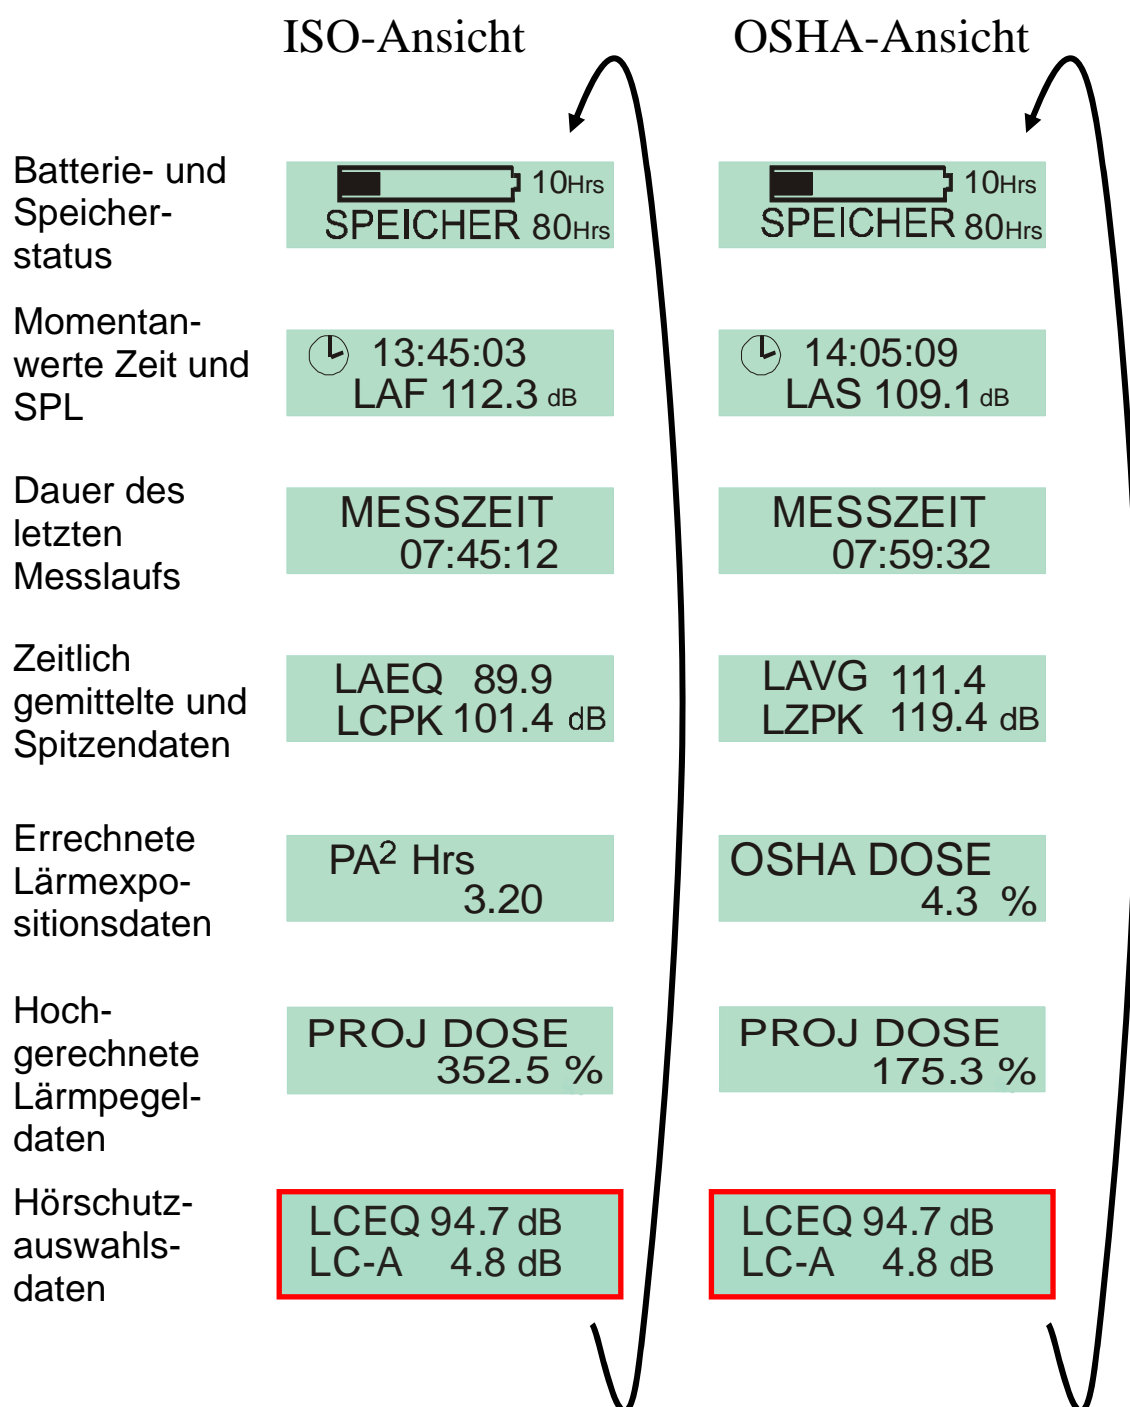 ISO-Ansicht
OSHA-Ansicht
Batterie- und
Speicher-
status
10Hrs
SPEICHER 80Hrs
10Hrs
SPEICHER 80Hrs
Momentan-
werte Zeit und
SPL
13:45:03
LAF 112.3 dB
14:05:09
LAS 109.1 dB
Dauer des
letzten
Messlaufs
MESSZEIT
07:45:12
MESSZEIT
07:59:32
Zeitlich
gemittelte und
Spitzendaten
LAEQ 89.9
LCPK 101.4 dB
LAVG 111.4
LZPK 119.4 dB
Errechnete
Lärmexpo-
sitionsdaten
PA² Hrs
3.20
OSHA DOSE
4.3 %
Hoch-
gerechnete
Lärmpegel-
daten
PROJ DOSE
352.5 %
PROJ DOSE
175.3 %
Hörschutz-
auswahls-
daten
LCEQ 94.7 dB
LC-A 4.8 dB
LCEQ 94.7 dB
LC-A 4.8 dB